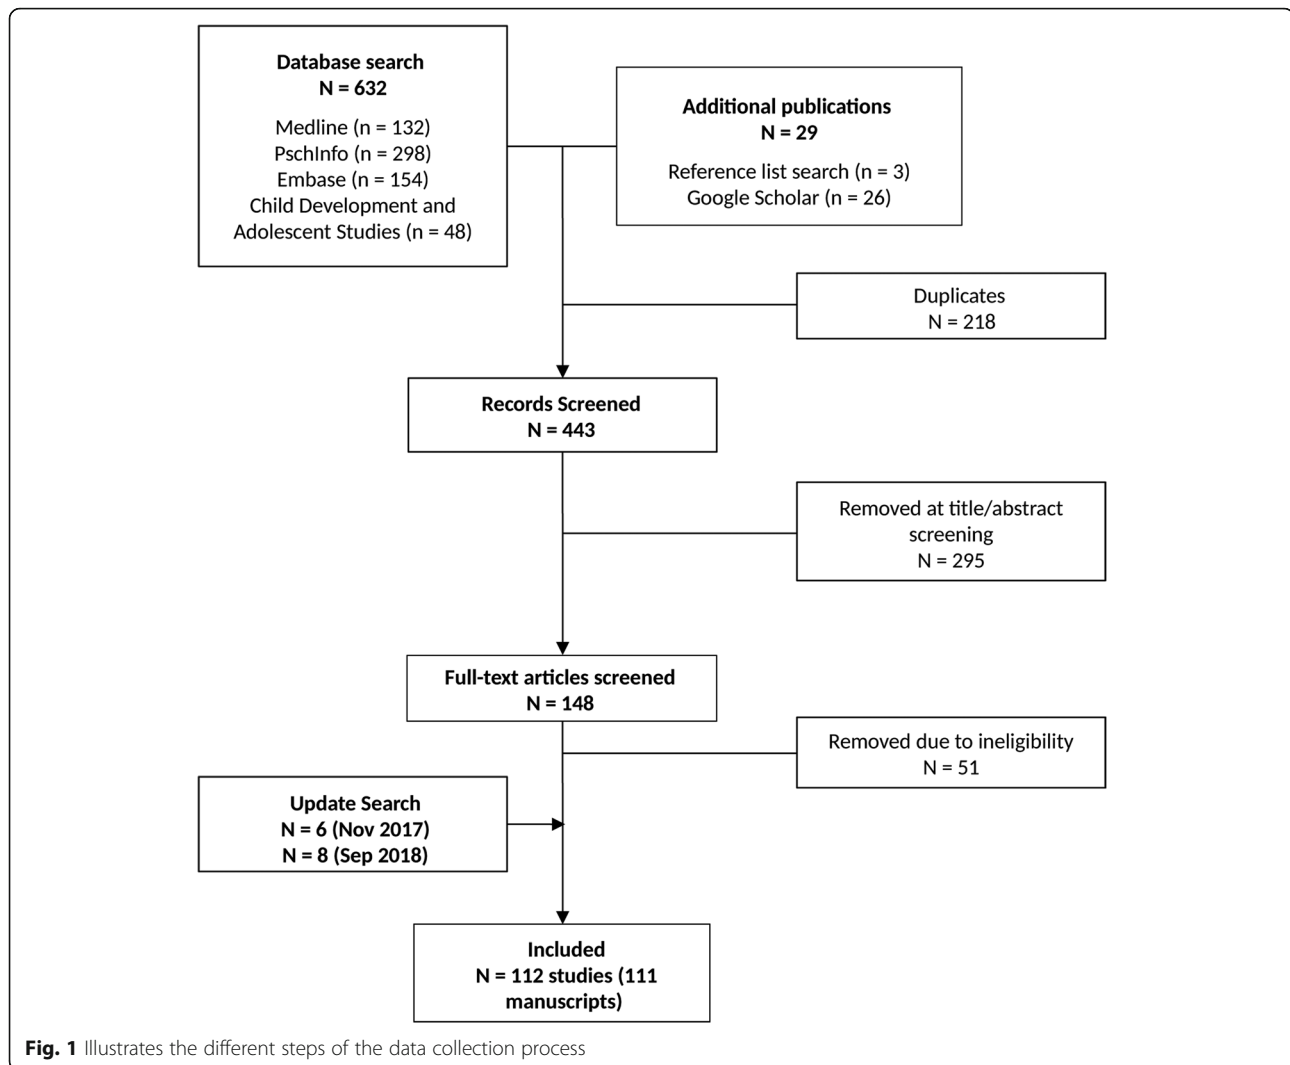 Database search
N = 632
Medline (n = 132)
PschInfo (n = 298)
Embase (n = 154)
Child Development and
Adolescent Studies (n = 48)
Additional publications
N = 29
Reference list search (n = 3)
Google Scholar (n = 26)
Duplicates
N = 218
Records Screened
N = 443
Removed at title/abstract
screening
N = 295
Full-text articles screened
N = 148
Removed due to ineligibility
N = 51
Update Search
N = 6 (Nov 2017)
N = 8 (Sep 2018)
Included
N = 112 studies (111
manuscripts)
Fig. 1 Illustrates the different steps of the data collection process